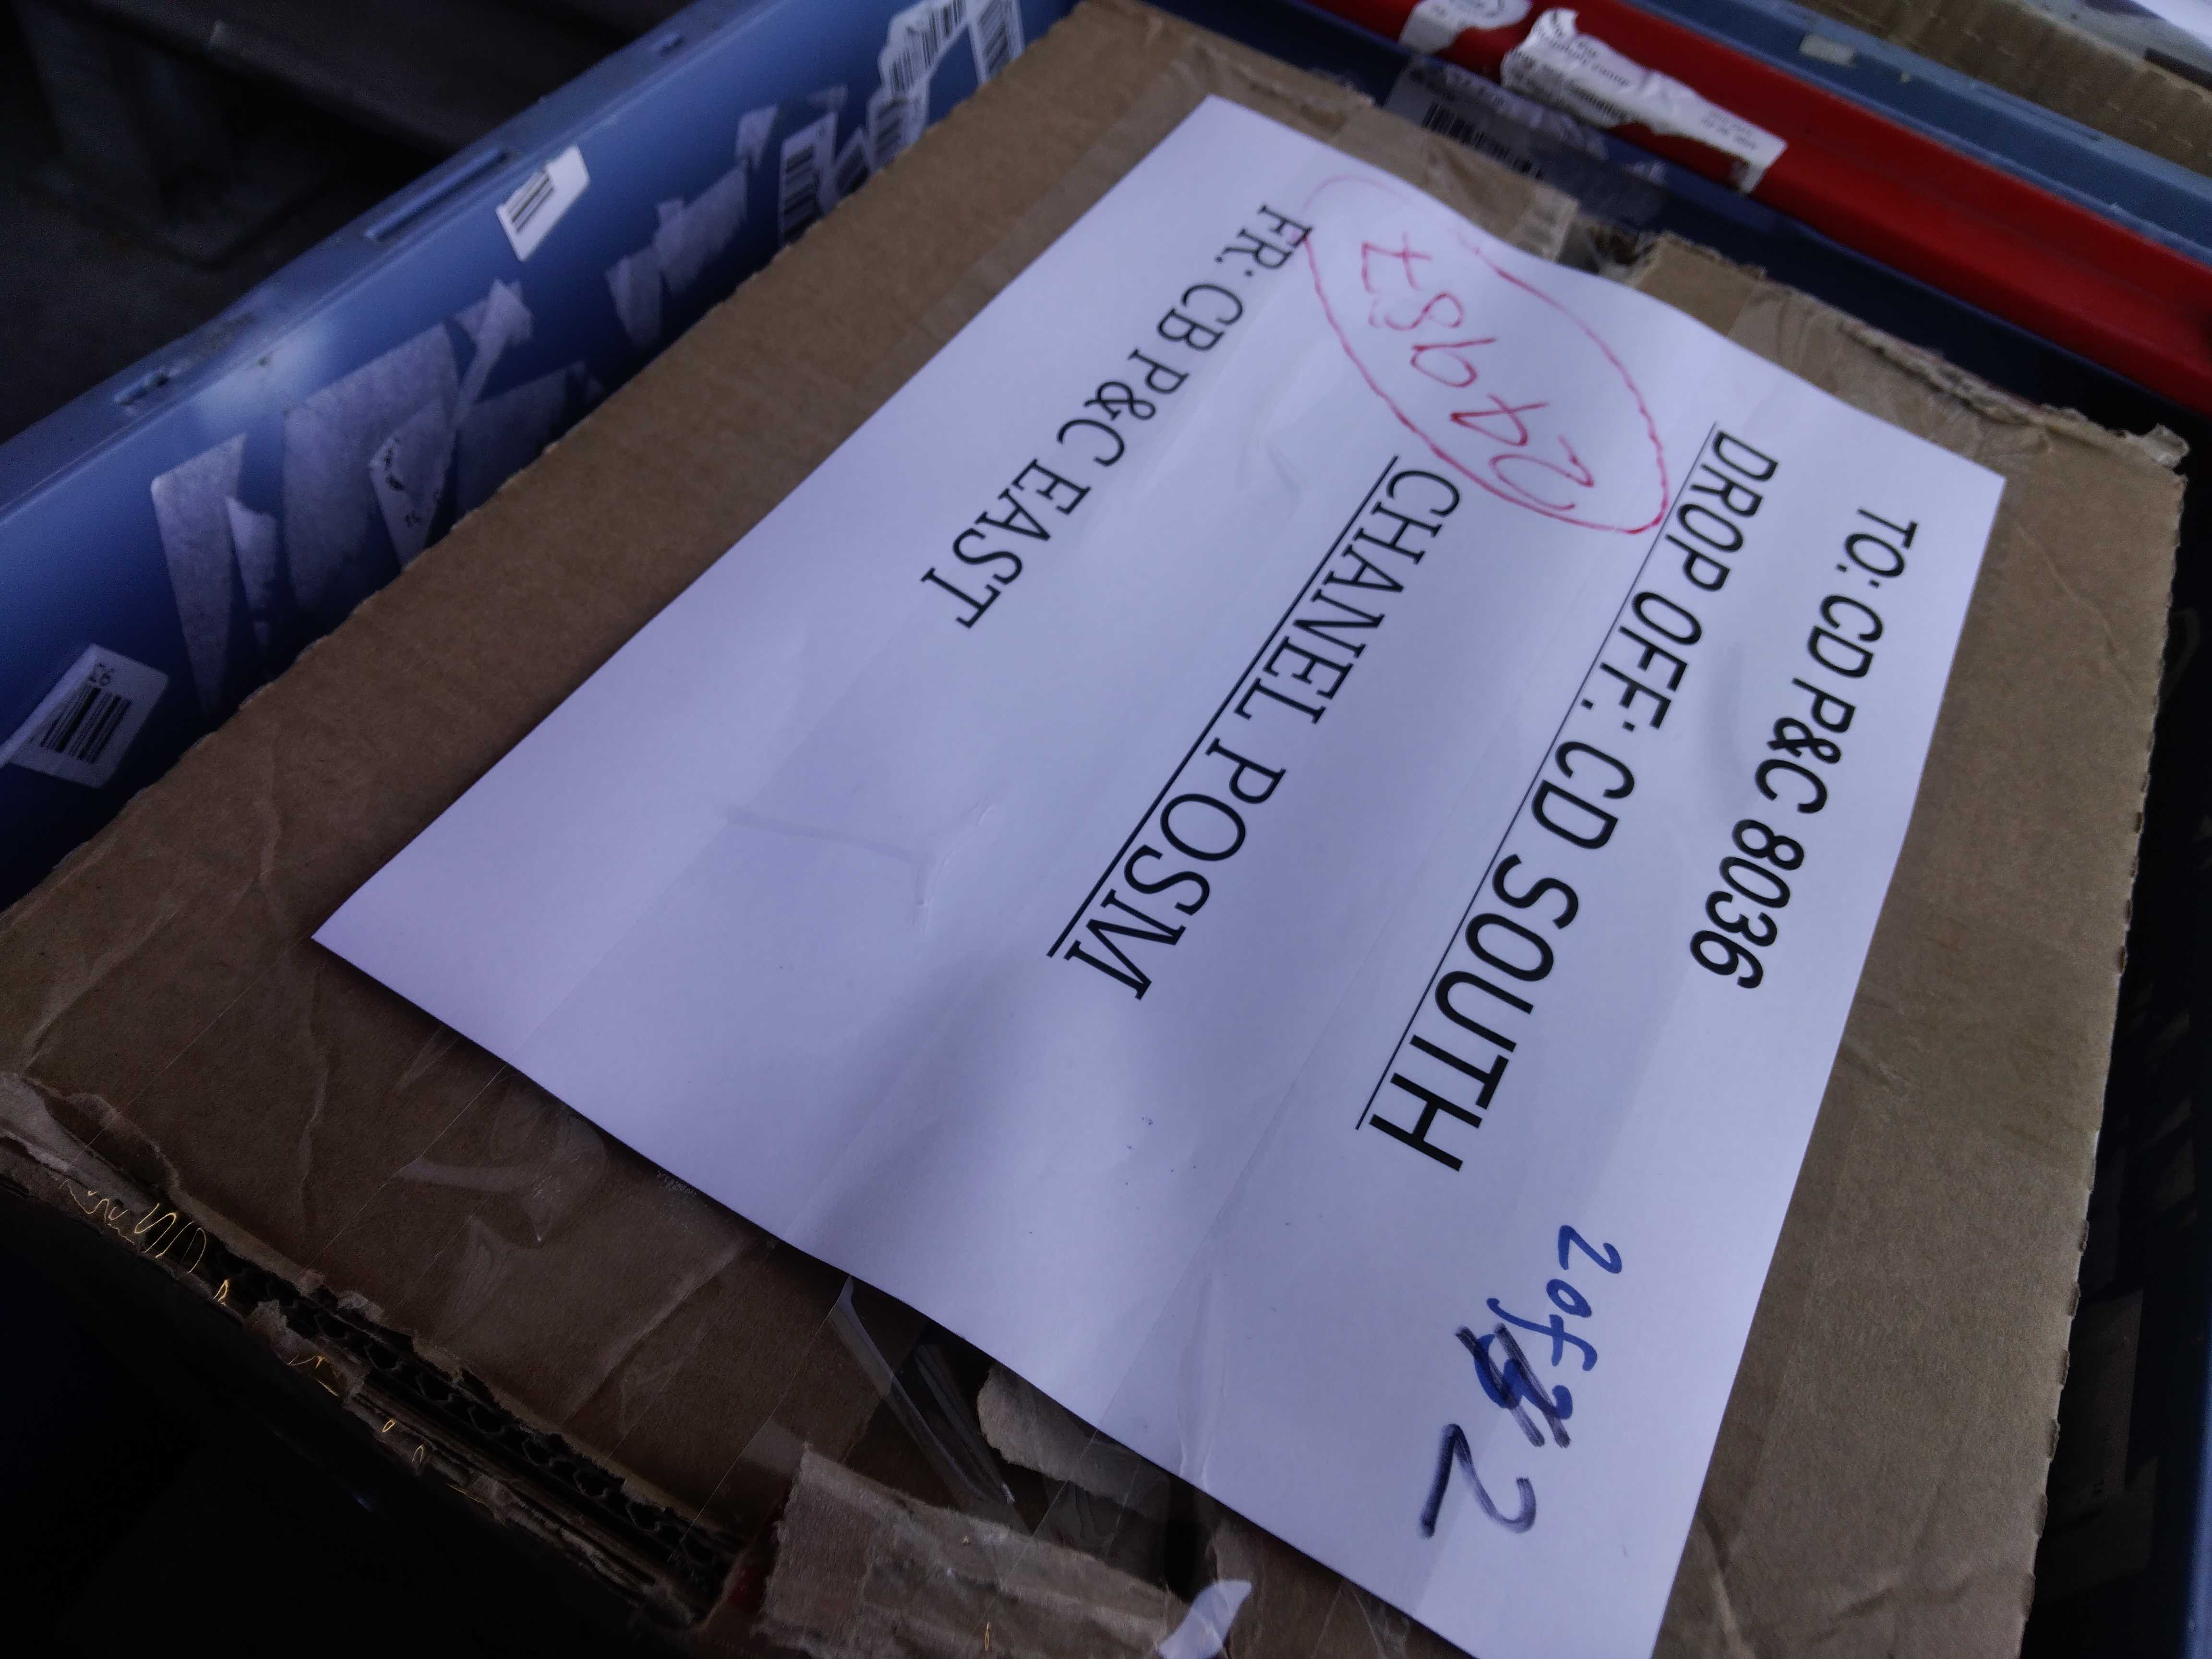 TO: CD P&C 8036
DROP OFF: CD SOUTH
2 of 2
CHANEL POSM
FR: CB P&C EAST